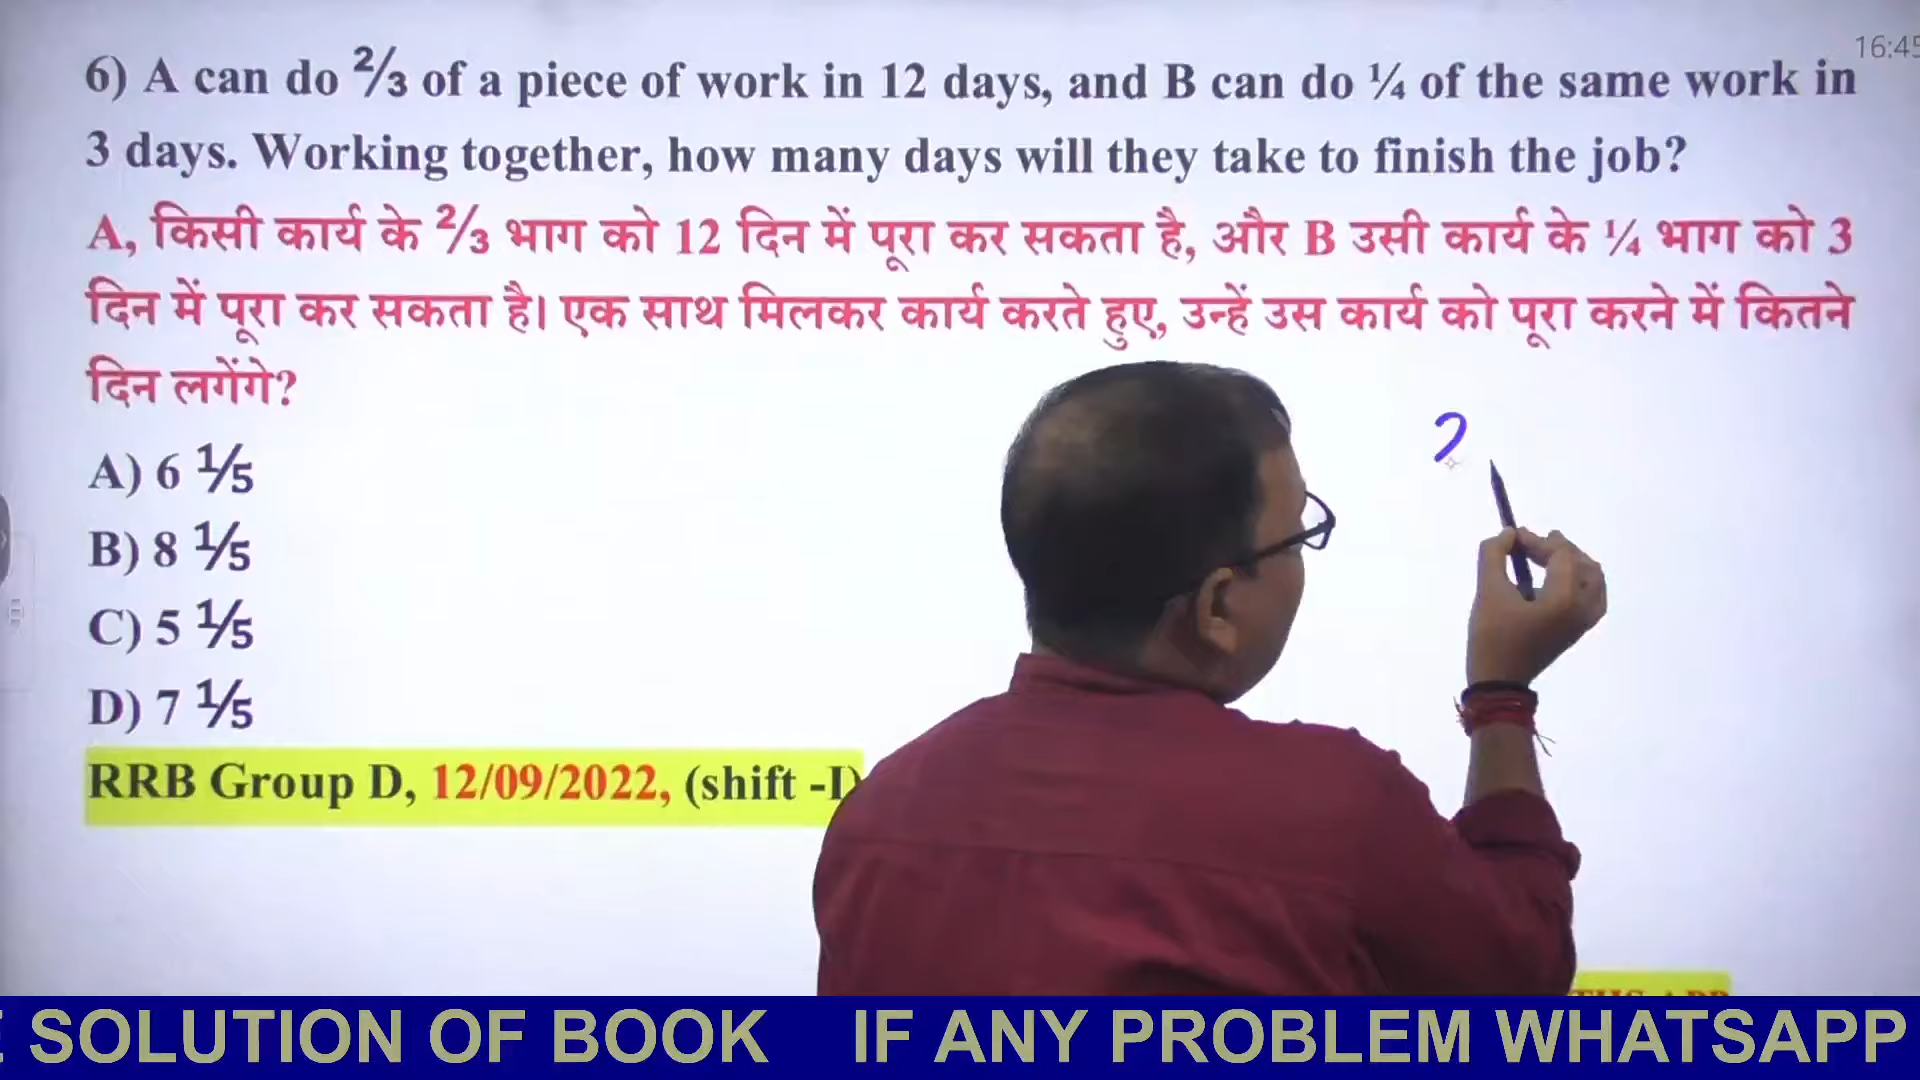 16:45
6) A can do ⅔ of a piece of work in 12 days, and B can do ¼ of the same work in
3 days. Working together, how many days will they take to finish the job?
A, किसी कार्य के ⅔ भाग को 12 दिन में पूरा कर सकता है, और B उसी कार्य के ¼ भाग को 3
दिन में पूरा कर सकता है। एक साथ मिलकर कार्य करते हुए, उन्हें उस कार्य को पूरा करने में कितने
दिन लगेंगे?
2
A) 6 ⅕
B) 8 ⅕
C) 5 ⅕
D) 7 ⅕
RRB Group D, 12/09/2022, (shift -I)
SOLUTION OF BOOK IF ANY PROBLEM WHATSAPP